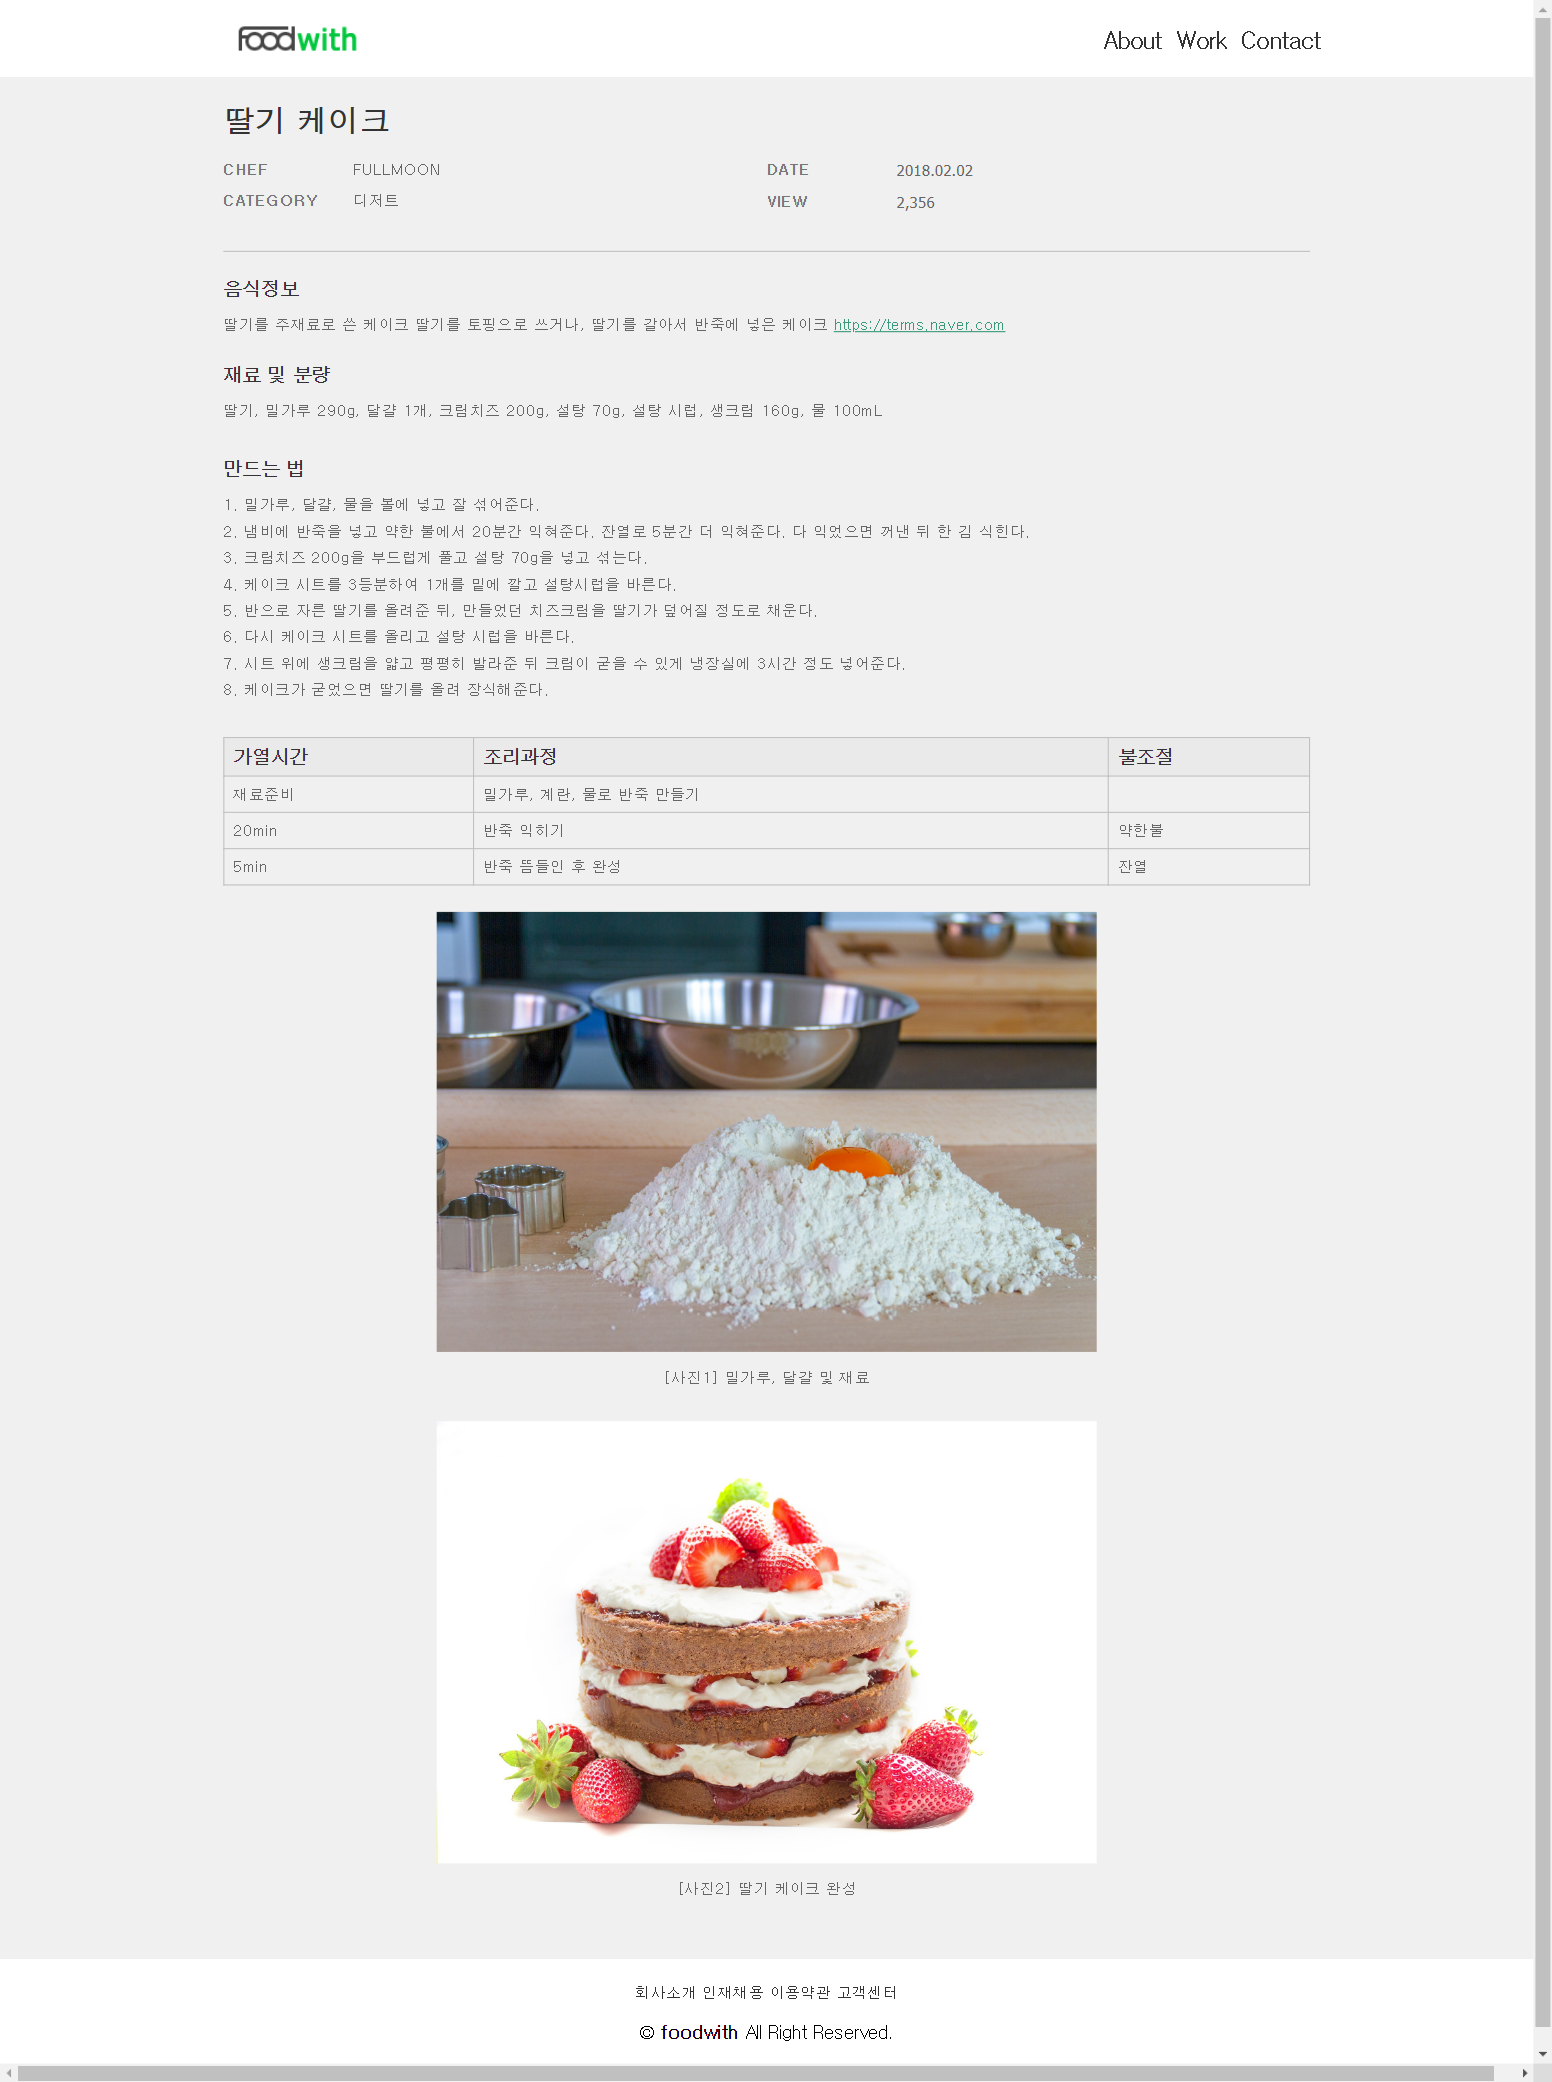 foodwith
About Work Contact
딸기 케이크
CHEF FULLMOON DATE 2018.02.02
CATEGORY 디저트 VIEW 2,356
음식정보
딸기를 주재료로 쓴 케이크 딸기를 토핑으로 쓰거나, 딸기를 갈아서 반죽에 넣은 케이크 https://terms.naver.com
재료 및 분량
딸기, 밀가루 290g, 달걀 1개, 크림치즈 200g, 설탕 70g, 설탕 시럽, 생크림 160g, 물 100mL
만드는 법
1. 밀가루, 달걀, 물을 볼에 넣고 잘 섞어준다.
2. 냄비에 반죽을 넣고 약한 불에서 20분간 익혀준다. 잔열로 5분간 더 익혀준다. 다 익었으면 꺼낸 뒤 한 김 식힌다.
3. 크림치즈 200g을 부드럽게 풀고 설탕 70g을 넣고 섞는다.
4. 케이크 시트를 3등분하여 1개를 밑에 깔고 설탕시럽을 바른다.
5. 반으로 자른 딸기를 올려준 뒤, 만들었던 치즈크림을 딸기가 덮어질 정도로 채운다.
6. 다시 케이크 시트를 올리고 설탕 시럽을 바른다.
7. 시트 위에 생크림을 얇고 평평히 발라준 뒤 크림이 굳을 수 있게 냉장실에 3시간 정도 넣어준다.
8. 케이크가 굳었으면 딸기를 올려 장식해준다.
가열시간 조리과정 불조절
재료준비 밀가루, 계란, 물로 반죽 만들기
20min 반죽 익히기 약한불
5min 반죽 뜸들인 후 완성 잔열
[사진1] 밀가루, 달걀 및 재료
[사진2] 딸기 케이크 완성
회사소개 인재채용 이용약관 고객센터
© foodwith All Right Reserved.